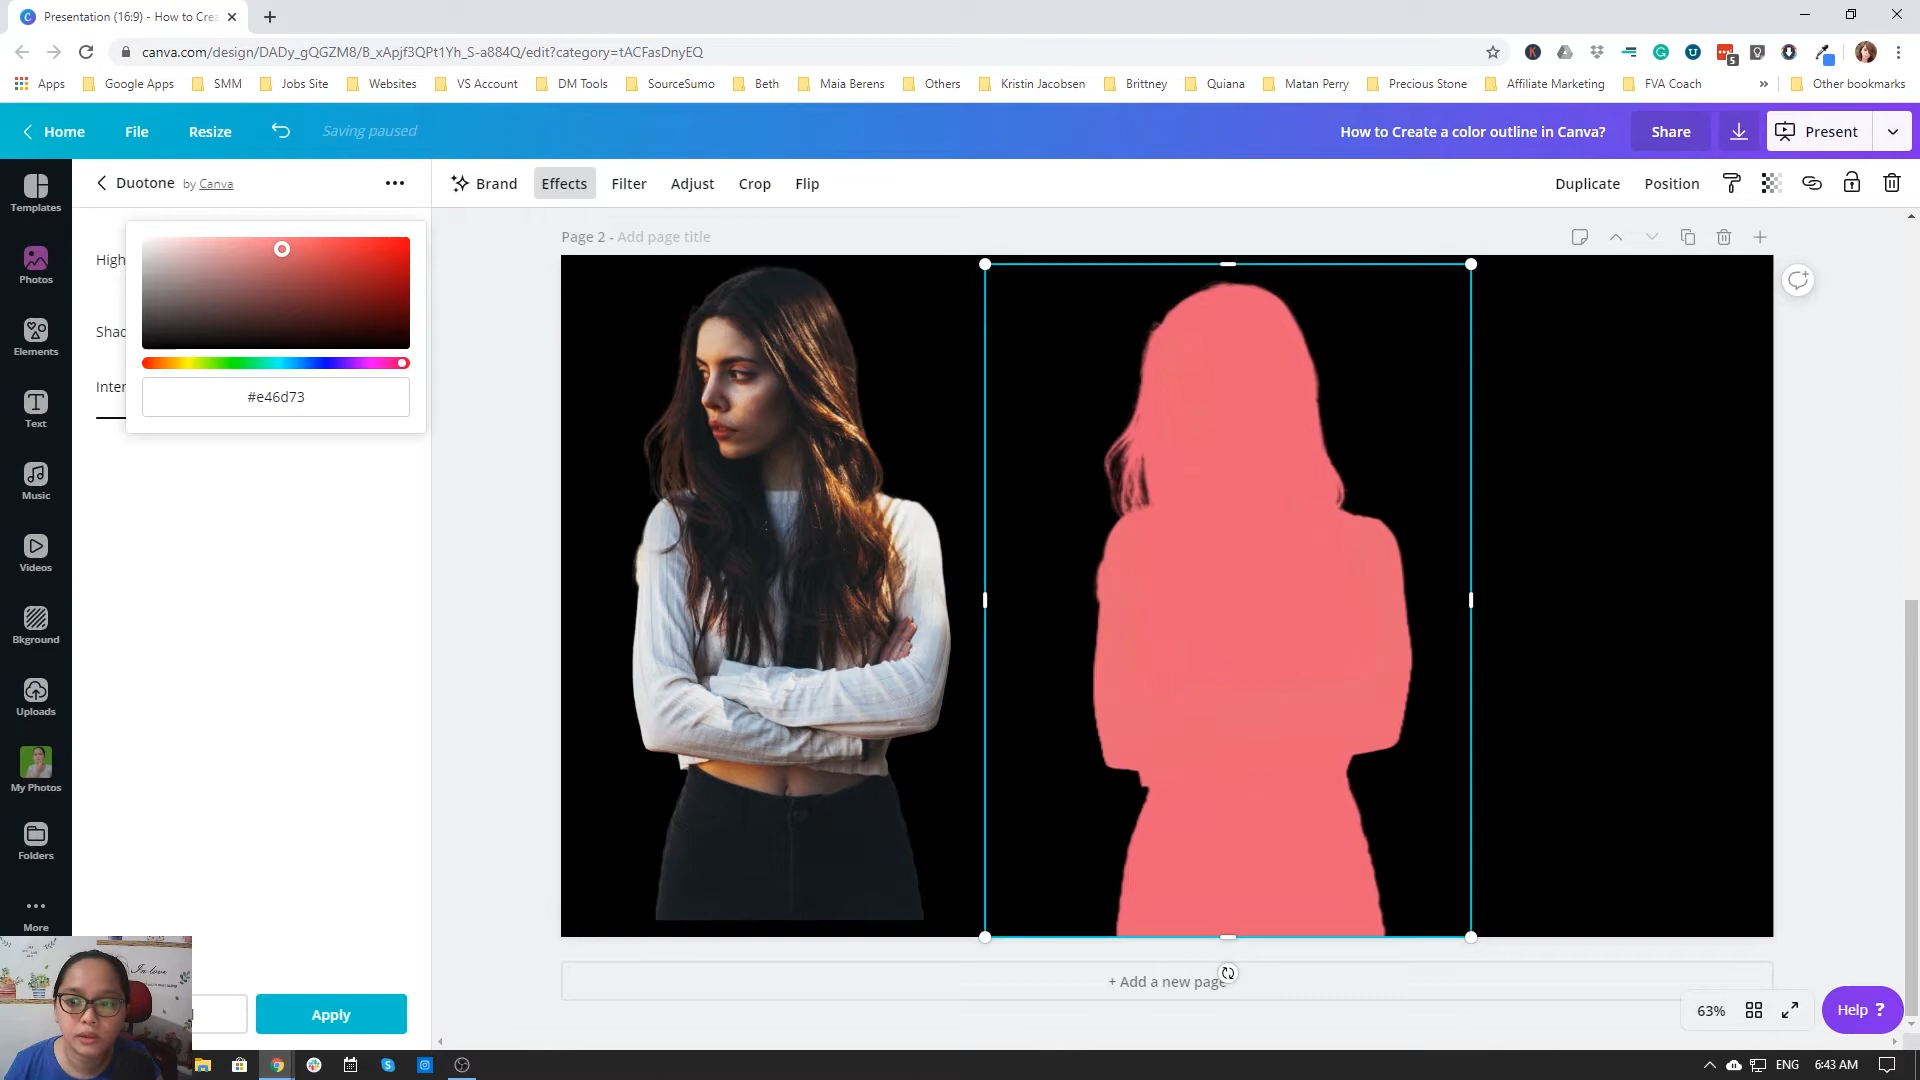 Presentation (16:9) - How to Crea
canva.com/design/DADy_gQGZM8/B_xApjf3QPt1Yh_S-a884Q/edit?category=tACFasDnyEQ
5
Apps Google Apps SMM Jobs Site Websites VS Account DM Tools SourceSumo Beth Maia Berens Others Kristin Jacobsen Brittney Quiana Matan Perry Precious Stone Affiliate Marketing FVA Coach » Other bookmarks
Home File Resize Saving paused How to Create a color outline in Canva? Share Present
Duotone by Canva
Brand Effects Filter Adjust Crop Flip Duplicate Position
Templates
Photos
Elements
Text
Music
Videos
Bkground
Uploads
My Photos
Folders
More
High
Shad
Inter
#e46d73
Page 2 - Add page title
+ Add a new page
Apply
63%
Help ?
In love
ENG 6:43 AM